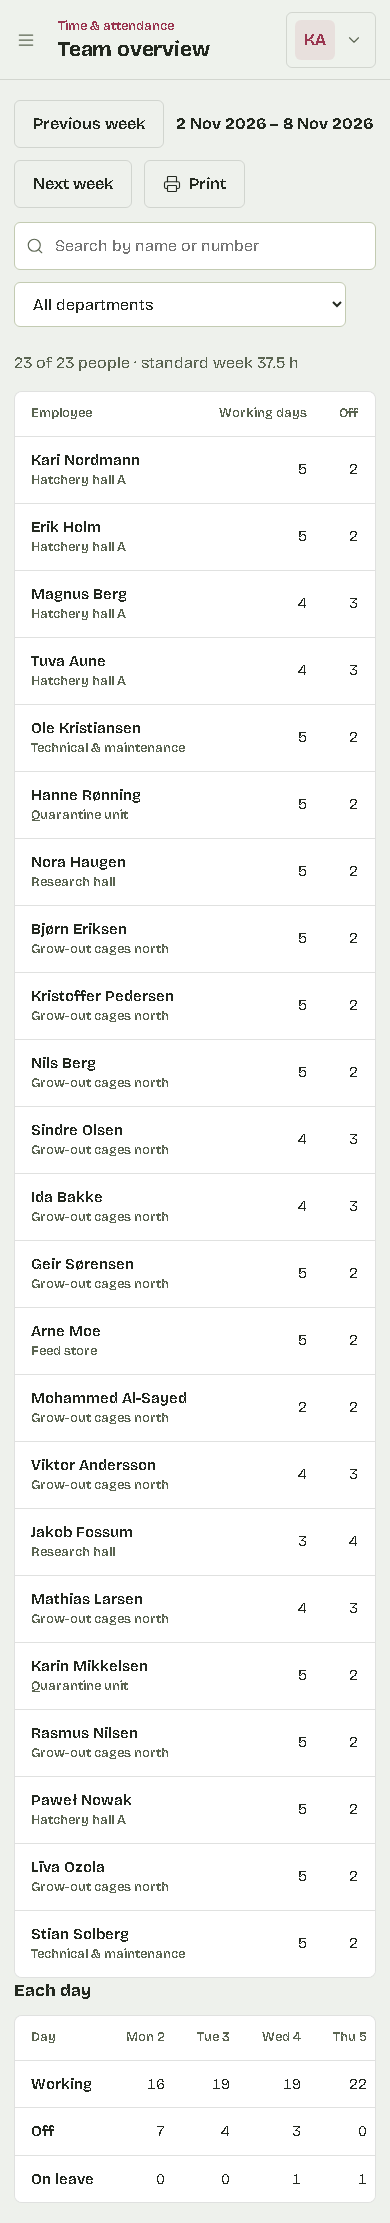 Time & attendance
Team overview
KA
Previous week
2 Nov 2026 – 8 Nov 2026
Next week
Print
Search by name or number
All departments
23 of 23 people · standard week 37.5 h
Employee Working days Off
Kari Nordmann
Hatchery hall A
5 2
Erik Holm
Hatchery hall A
5 2
Magnus Berg
Hatchery hall A
4 3
Tuva Aune
Hatchery hall A
4 3
Ole Kristiansen
Technical & maintenance
5 2
Hanne Rønning
Quarantine unit
5 2
Nora Haugen
Research hall
5 2
Bjørn Eriksen
Grow-out cages north
5 2
Kristoffer Pedersen
Grow-out cages north
5 2
Nils Berg
Grow-out cages north
5 2
Sindre Olsen
Grow-out cages north
4 3
Ida Bakke
Grow-out cages north
4 3
Geir Sørensen
Grow-out cages north
5 2
Arne Moe
Feed store
5 2
Mohammed Al-Sayed
Grow-out cages north
2 2
Viktor Andersson
Grow-out cages north
4 3
Jakob Fossum
Research hall
3 4
Mathias Larsen
Grow-out cages north
4 3
Karin Mikkelsen
Quarantine unit
5 2
Rasmus Nilsen
Grow-out cages north
5 2
Paweł Nowak
Hatchery hall A
5 2
Līva Ozola
Grow-out cages north
5 2
Stian Solberg
Technical & maintenance
5 2
Each day
Day Mon 2 Tue 3 Wed 4 Thu 5
Working 16 19 19 22
Off 7 4 3 0
On leave 0 0 1 1